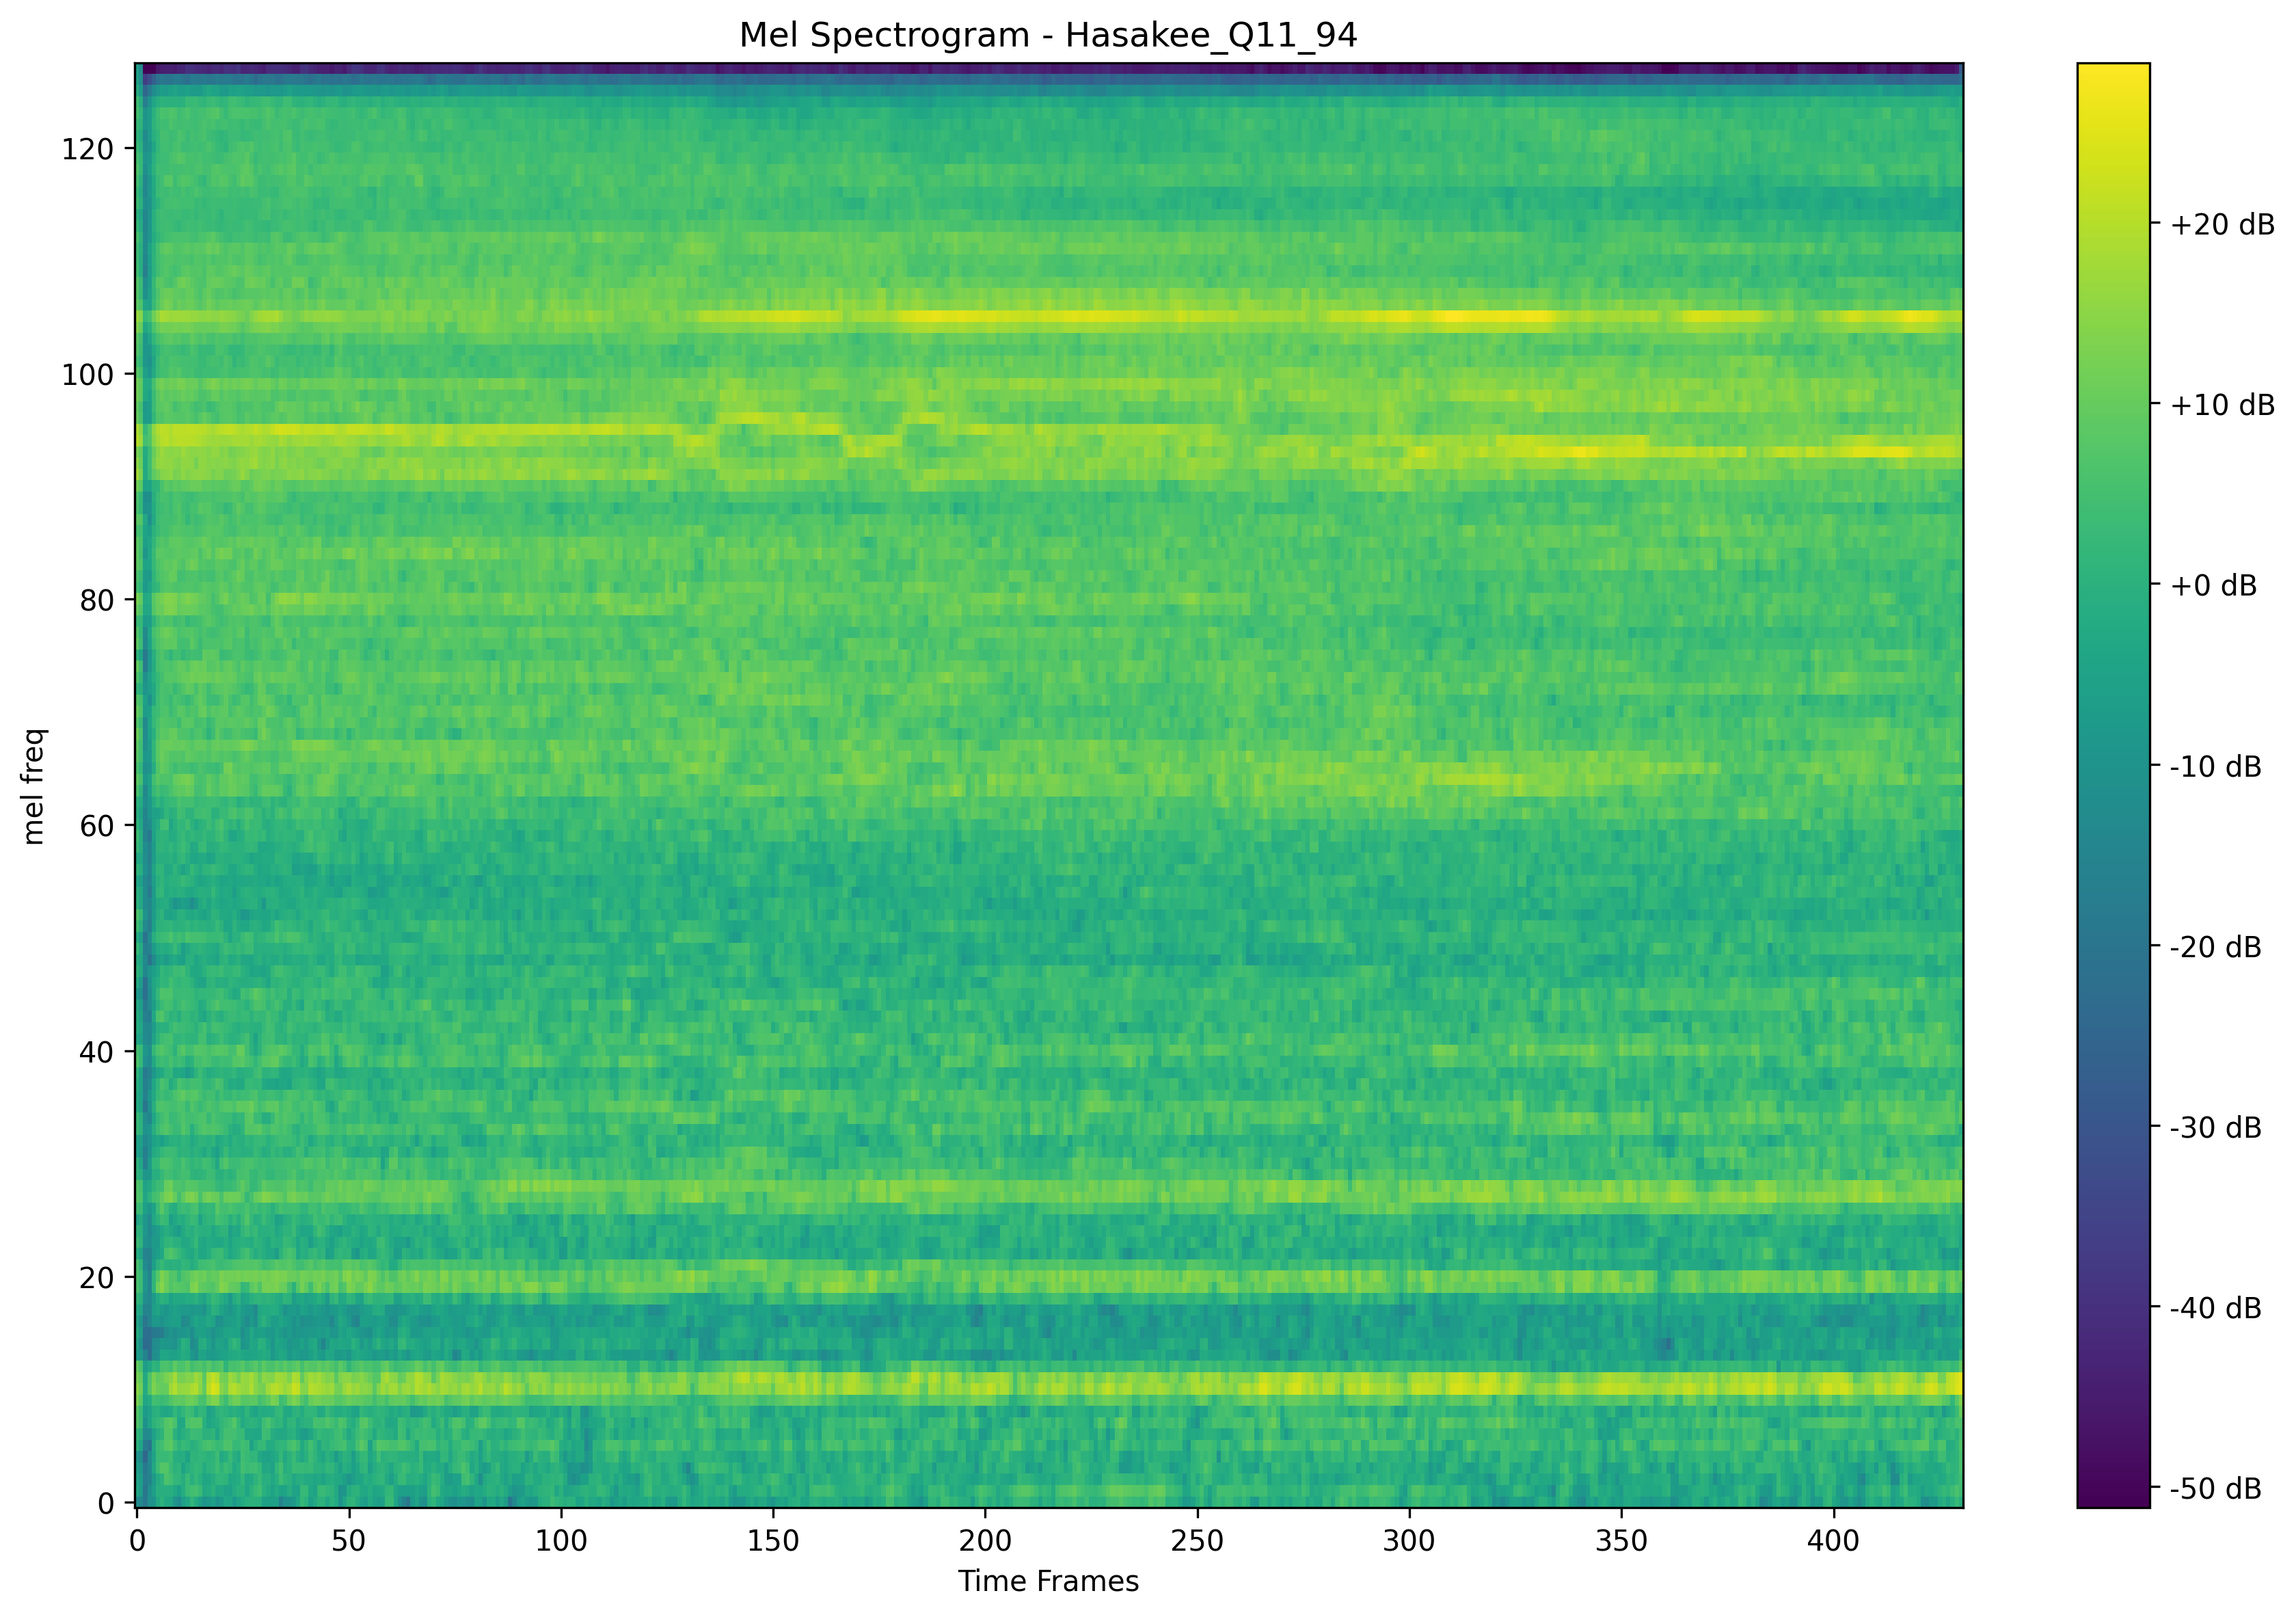 Mel Spectrogram - Hasakee_Q11_94
mel freq
120
100
80
60
40
20
0
0 50 100 150 200 250 300 350 400
Time Frames
+20 dB
+10 dB
+0 dB
-10 dB
-20 dB
-30 dB
-40 dB
-50 dB